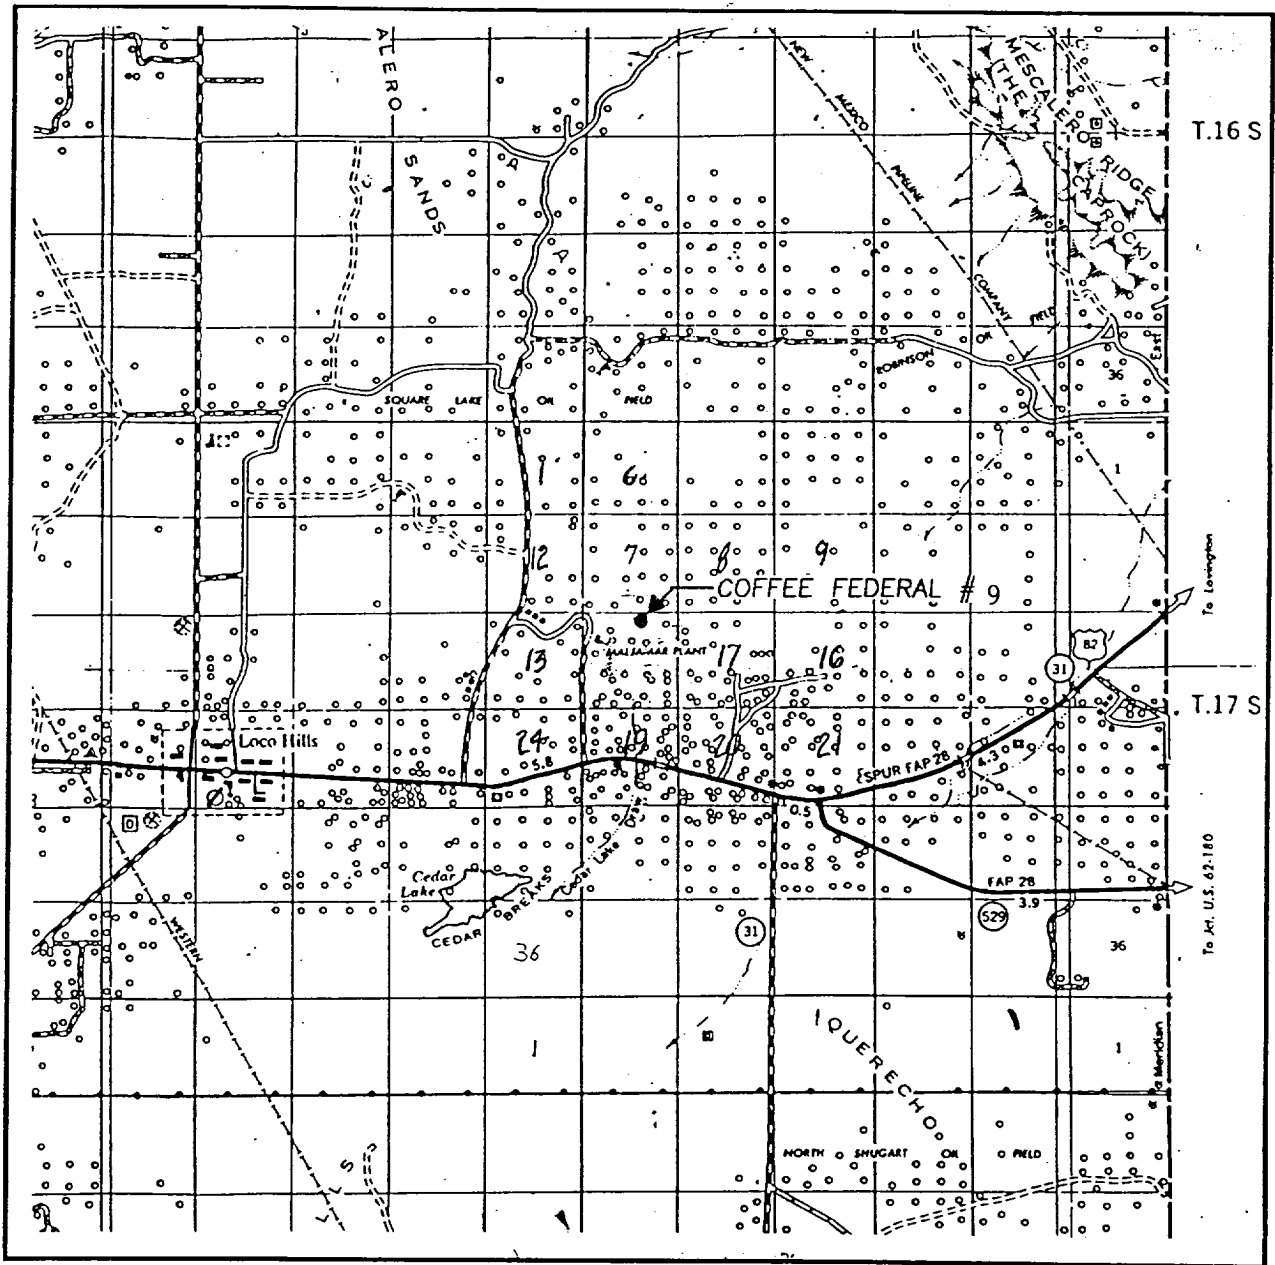 ALERO
SANDS
NEW MEXICO PIPELINE COMPANY
MESCALERO RIDGE
(THE CAPROCK)
T.16 S
ROBINSON OIL FIELD
East
36
SQUARE LAKE OIL FIELD
1
6
1
12
7
8
9
COFFEE FEDERAL # 9
To Lovington
MALJAMAR PLANT
13
17
16
82
31
T.17 S
Loco Hills
24
5.8
19
21
SPUR FAP 28
4.3
0.5
Cedar Lake Draw
Cedar
Lake
CEDAR BREAKS
FAP 28
3.9
529
To Jct. U.S. 62-180
WESTERN
36
31
36
1
QUERECHO
1
Meridian
NORTH SHUGART OIL FIELD
S
L
L